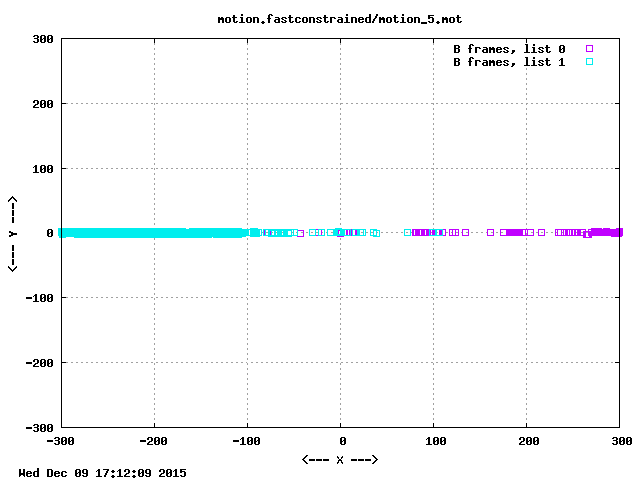 motion.fastconstrained/motion_5.mot
B frames, list 0
B frames, list 1
300
200
100
0
-100
-200
-300
<--- Y --->
-300 -200 -100 0 100 200 300
<--- X --->
Wed Dec 09 17:12:09 2015